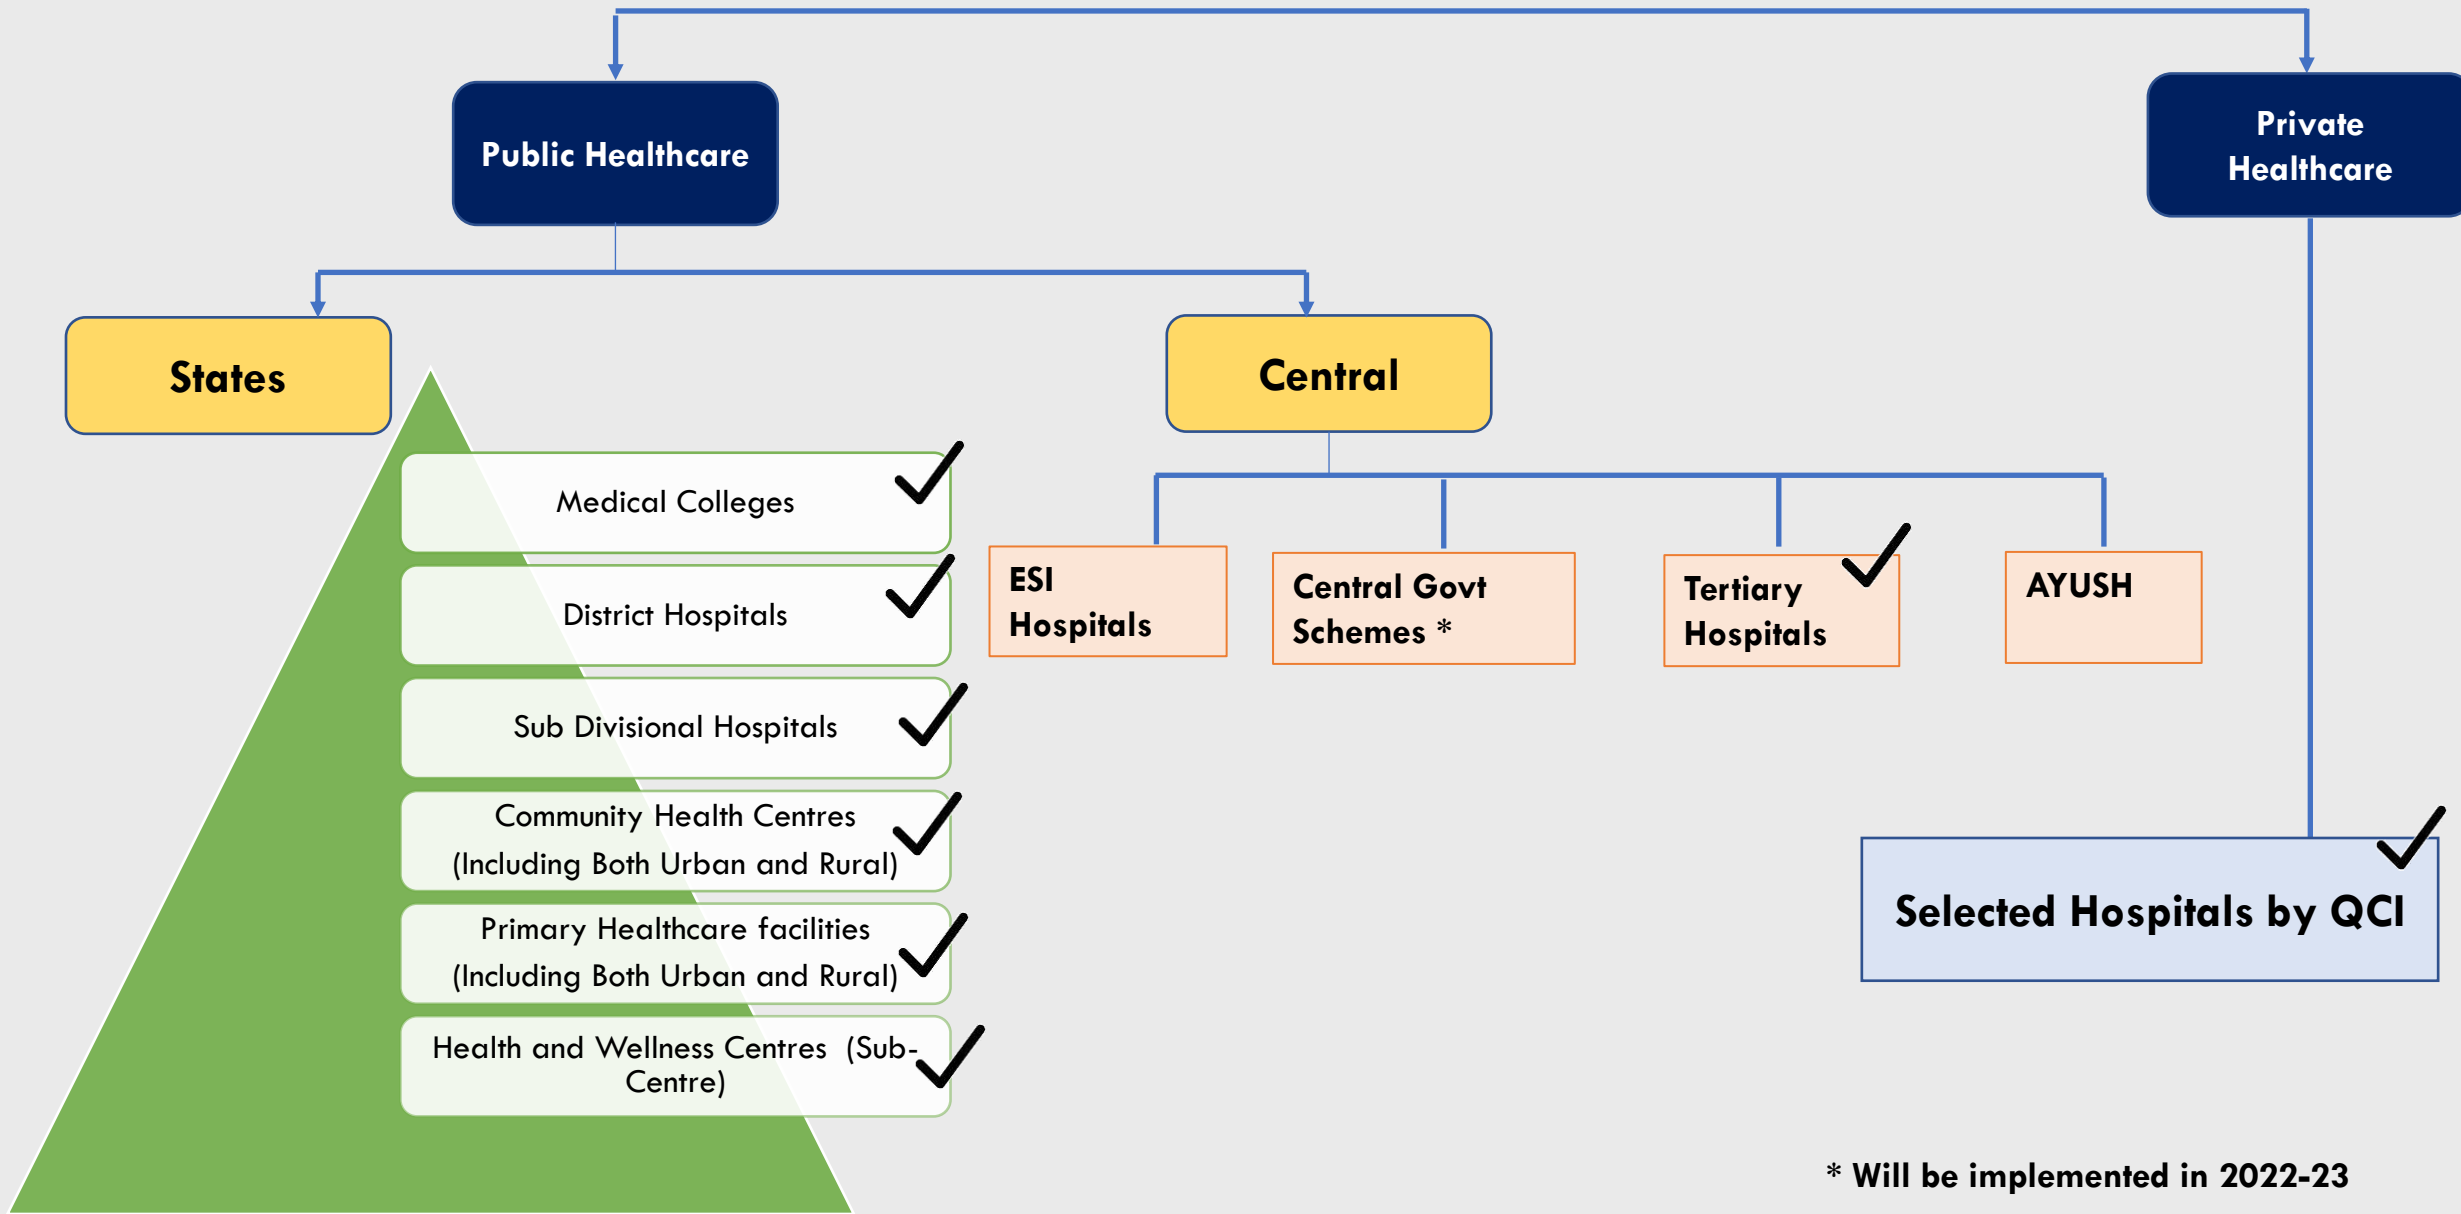 Public Healthcare
Private
Healthcare
States
Central
Medical Colleges
District Hospitals
Sub Divisional Hospitals
Community Health Centres
(Including Both Urban and Rural)
Primary Healthcare facilities
(Including Both Urban and Rural)
Health and Wellness Centres (Sub-
Centre)
ESI
Hospitals
Central Govt
Schemes *
Tertiary
Hospitals
AYUSH
Selected Hospitals by QCI
* Will be implemented in 2022-23